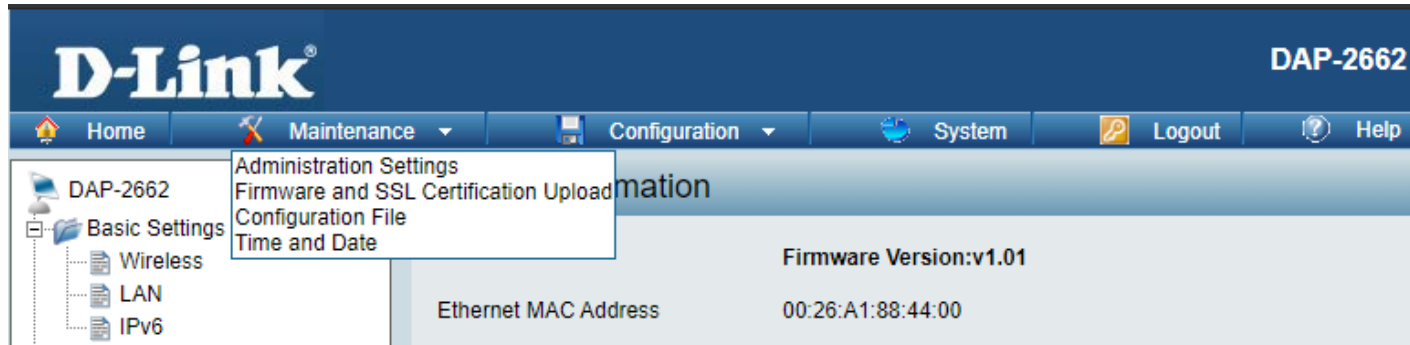 D-Link®
DAP-2662
Home Maintenance Configuration System Logout Help
Administration Settings
Firmware and SSL Certification Upload
Configuration File
Time and Date
mation
DAP-2662
Basic Settings
Wireless
LAN
IPv6
Firmware Version:v1.01
Ethernet MAC Address 00:26:A1:88:44:00